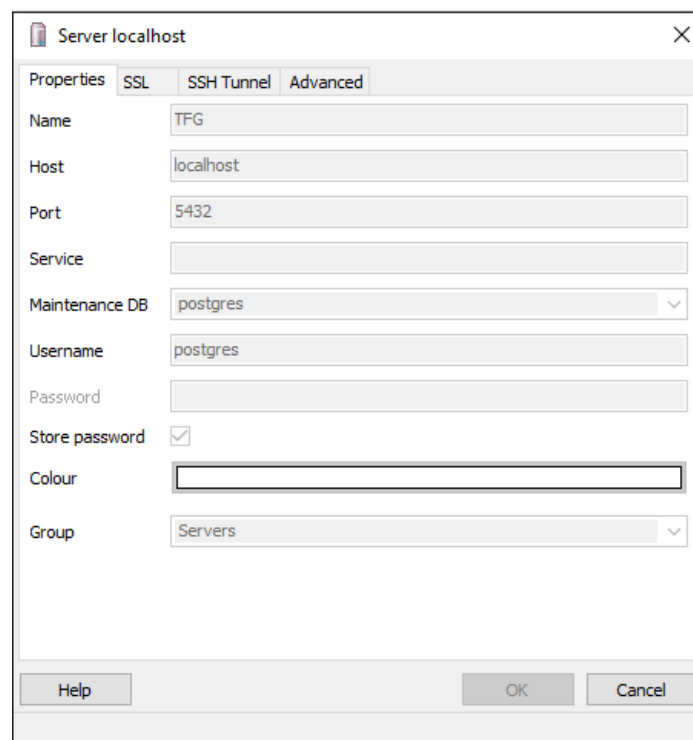 Server localhost
Properties SSL SSH Tunnel Advanced
Name TFG
Host localhost
Port 5432
Service
Maintenance DB postgres
Username postgres
Password
Store password
Colour
Group Servers
Help OK Cancel